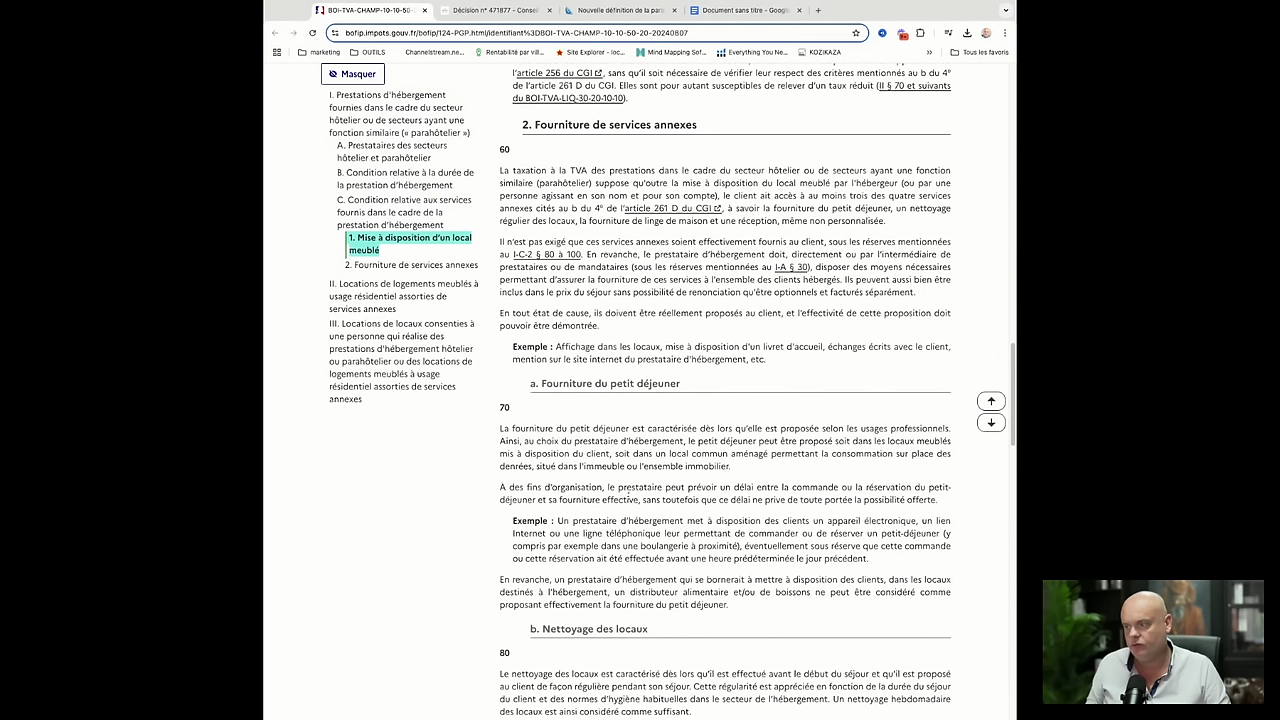 BOI-TVA-CHAMP-10-10-50-
Décision n° 471877 - Consei
Nouvelle définition de la para
Document sans titre - Googl
bofip.impots.gouv.fr/bofip/124-PGP.html/identifiant%3DBOI-TVA-CHAMP-10-10-50-20-20240807
marketing
OUTILS
Channelstream.ne...
Rentabilité par vill...
Site Explorer - loc...
Mind Mapping Sof...
Everything You Ne...
KOZIKAZA
»
Tous les favoris
Masquer
I. Prestations d'hébergement
fournies dans le cadre du secteur
hôtelier ou de secteurs ayant une
fonction similaire (« parahôtelier »)
A. Prestataires des secteurs
hôtelier et parahôtelier
B. Condition relative à la durée de
la prestation d'hébergement
C. Condition relative aux services
fournis dans le cadre de la
prestation d'hébergement
1. Mise à disposition d'un local
meublé
2. Fourniture de services annexes
II. Locations de logements meublés à
usage résidentiel assorties de
services annexes
III. Locations de locaux consenties à
une personne qui réalise des
prestations d'hébergement hôtelier
ou parahôtelier ou des locations de
logements meublés à usage
résidentiel assorties de services
annexes
l'article 256 du CGI, sans qu'il soit nécessaire de vérifier leur respect des critères mentionnés au b du 4°
de l'article 261 D du CGI. Elles sont pour autant susceptibles de relever d'un taux réduit (II § 70 et suivants
du BOI-TVA-LIQ-30-20-10-10).
2. Fourniture de services annexes
60
La taxation à la TVA des prestations dans le cadre du secteur hôtelier ou de secteurs ayant une fonction
similaire (parahôtelier) suppose qu'outre la mise à disposition du local meublé par l'hébergeur (ou par une
personne agissant en son nom et pour son compte), le client ait accès à au moins trois des quatre services
annexes cités au b du 4° de l'article 261 D du CGI, à savoir la fourniture du petit déjeuner, un nettoyage
régulier des locaux, la fourniture de linge de maison et une réception, même non personnalisée.
Il n'est pas exigé que ces services annexes soient effectivement fournis au client, sous les réserves mentionnées
au I-C-2 § 80 à 100. En revanche, le prestataire d'hébergement doit, directement ou par l'intermédiaire de
prestataires ou de mandataires (sous les réserves mentionnées au I-A § 30), disposer des moyens nécessaires
permettant d'assurer la fourniture de ces services à l'ensemble des clients hébergés. Ils peuvent aussi bien être
inclus dans le prix du séjour sans possibilité de renonciation qu'être optionnels et facturés séparément.
En tout état de cause, ils doivent être réellement proposés au client, et l'effectivité de cette proposition doit
pouvoir être démontrée.
Exemple : Affichage dans les locaux, mise à disposition d'un livret d'accueil, échanges écrits avec le client,
mention sur le site internet du prestataire d'hébergement, etc.
a. Fourniture du petit déjeuner
70
La fourniture du petit déjeuner est caractérisée dès lors qu'elle est proposée selon les usages professionnels.
Ainsi, au choix du prestataire d'hébergement, le petit déjeuner peut être proposé soit dans les locaux meublés
mis à disposition du client, soit dans un local commun aménagé permettant la consommation sur place des
denrées, situé dans l'immeuble ou l'ensemble immobilier.
À des fins d'organisation, le prestataire peut prévoir un délai entre la commande ou la réservation du petit-
déjeuner et sa fourniture effective, sans toutefois que ce délai ne prive de toute portée la possibilité offerte.
Exemple : Un prestataire d'hébergement met à disposition des clients un appareil électronique, un lien
Internet ou une ligne téléphonique leur permettant de commander ou de réserver un petit-déjeuner (y
compris par exemple dans une boulangerie à proximité), éventuellement sous réserve que cette commande
ou cette réservation ait été effectuée avant une heure prédéterminée le jour précédent.
En revanche, un prestataire d'hébergement qui se bornerait à mettre à disposition des clients, dans les locaux
destinés à l'hébergement, un distributeur alimentaire et/ou de boissons ne peut être considéré comme
proposant effectivement la fourniture du petit déjeuner.
b. Nettoyage des locaux
80
Le nettoyage des locaux est caractérisé dès lors qu'il est effectué avant le début du séjour et qu'il est proposé
au client de façon régulière pendant son séjour. Cette régularité est appréciée en fonction de la durée du séjour
du client et des normes d'hygiène habituelles dans le secteur de l'hébergement. Un nettoyage hebdomadaire
des locaux est ainsi considéré comme suffisant.